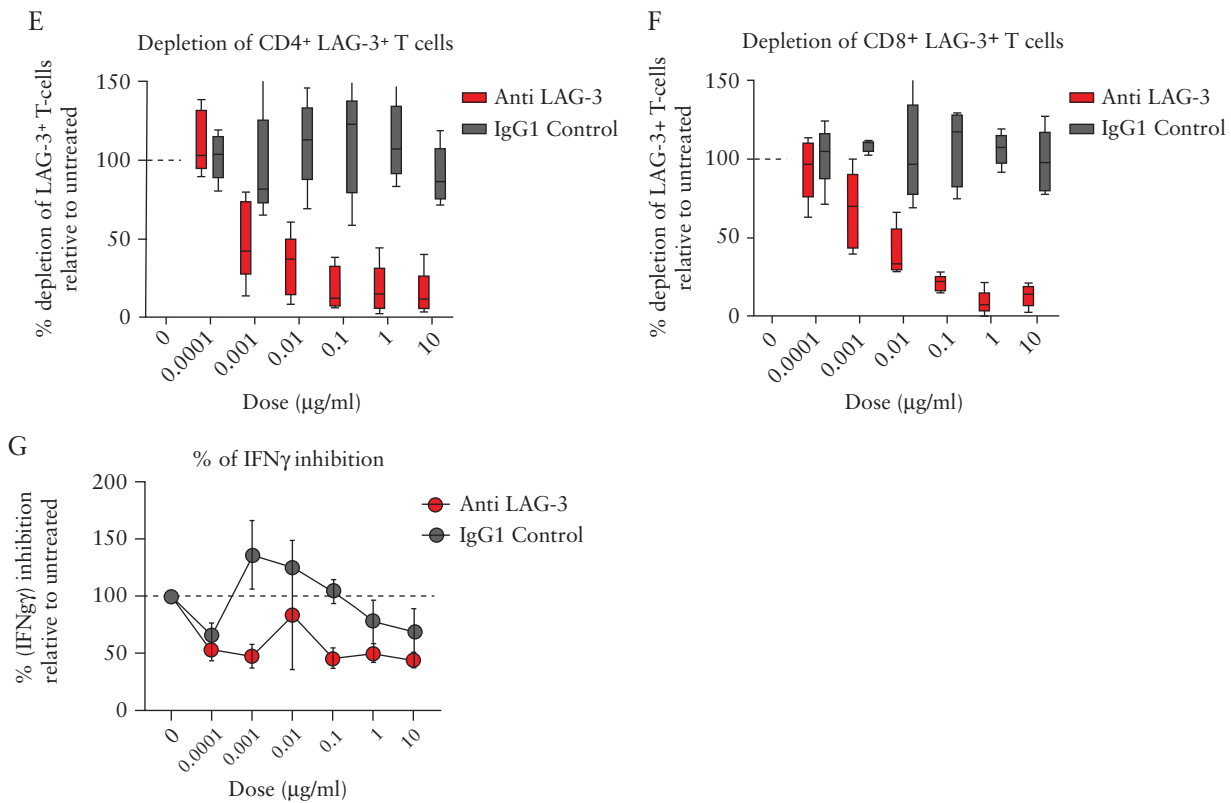 E
Depletion of CD4+ LAG-3+ T cells
% depletion of LAG-3+ T-cells
relative to untreated
150
100
50
0
0
0.0001
0.001
0.01
0.1
1
10
Dose (μg/ml)
Anti LAG-3
IgG1 Control
F
Depletion of CD8+ LAG-3+ T cells
% depletion of LAG-3+ T-cells
relative to untreated
150
100
50
0
0
0.0001
0.001
0.01
0.1
1
10
Dose (μg/ml)
Anti LAG-3
IgG1 Control
G
% of IFNγ inhibition
% (IFNgγ) inhibition
relative to untreated
200
150
100
50
0
0
0.0001
0.001
0.01
0.1
1
10
Dose (μg/ml)
Anti LAG-3
IgG1 Control